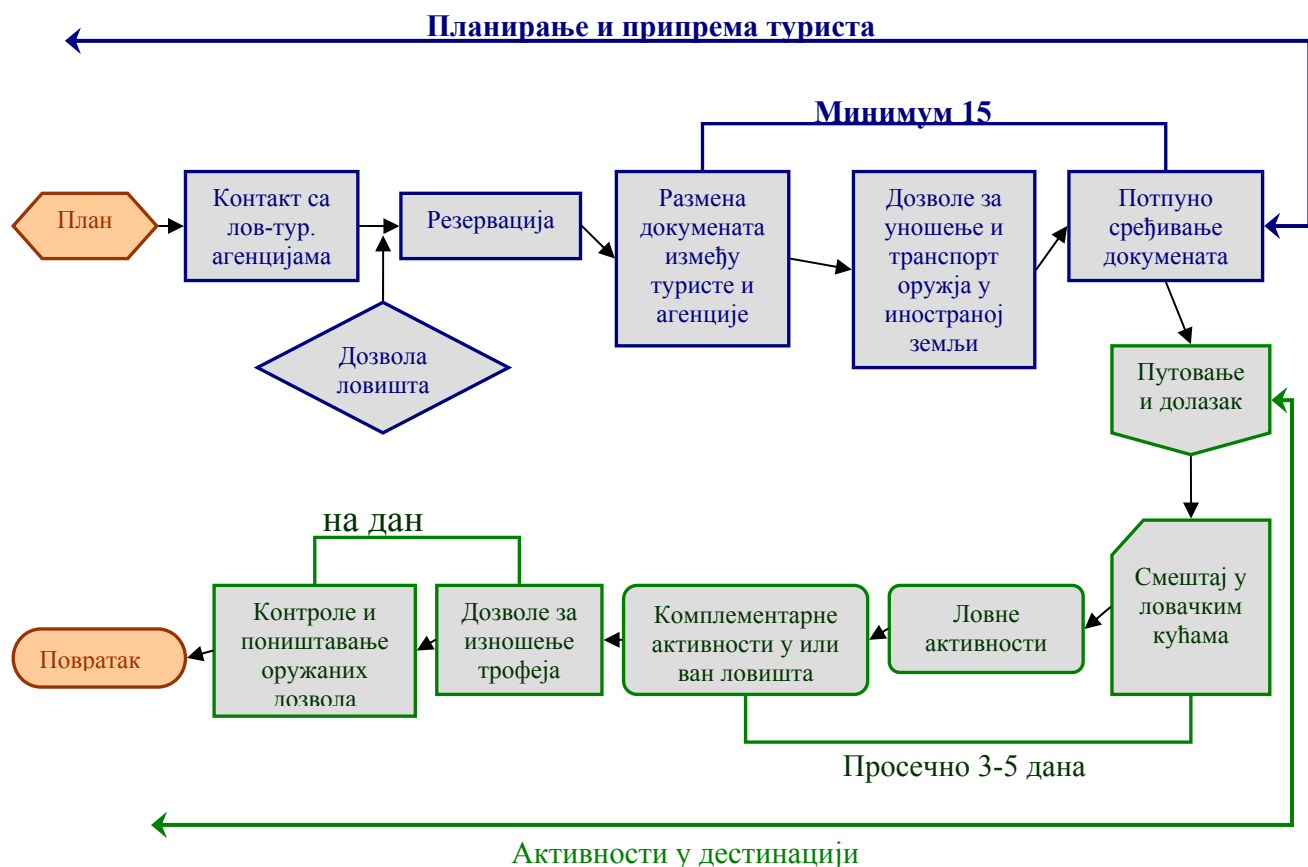 Планирање и припрема туриста
Минимум 15
План
Контакт са
лов-тур.
агенцијама
Резервација
Размена
докумената
између
туристе и
агенције
Дозволе за
уношење и
транспорт
оружја у
иностраној
земљи
Потпуно
сређивање
докумената
Дозвола
ловишта
Путовање
и долазак
на дан
Смештај у
ловачким
кућама
Ловне
активности
Комплементарне
активности у или
ван ловишта
Дозволе за
изношење
трофеја
Контроле и
поништавање
оружаних
дозвола
Повратак
Просечно 3-5 дана
Активности у дестинацији